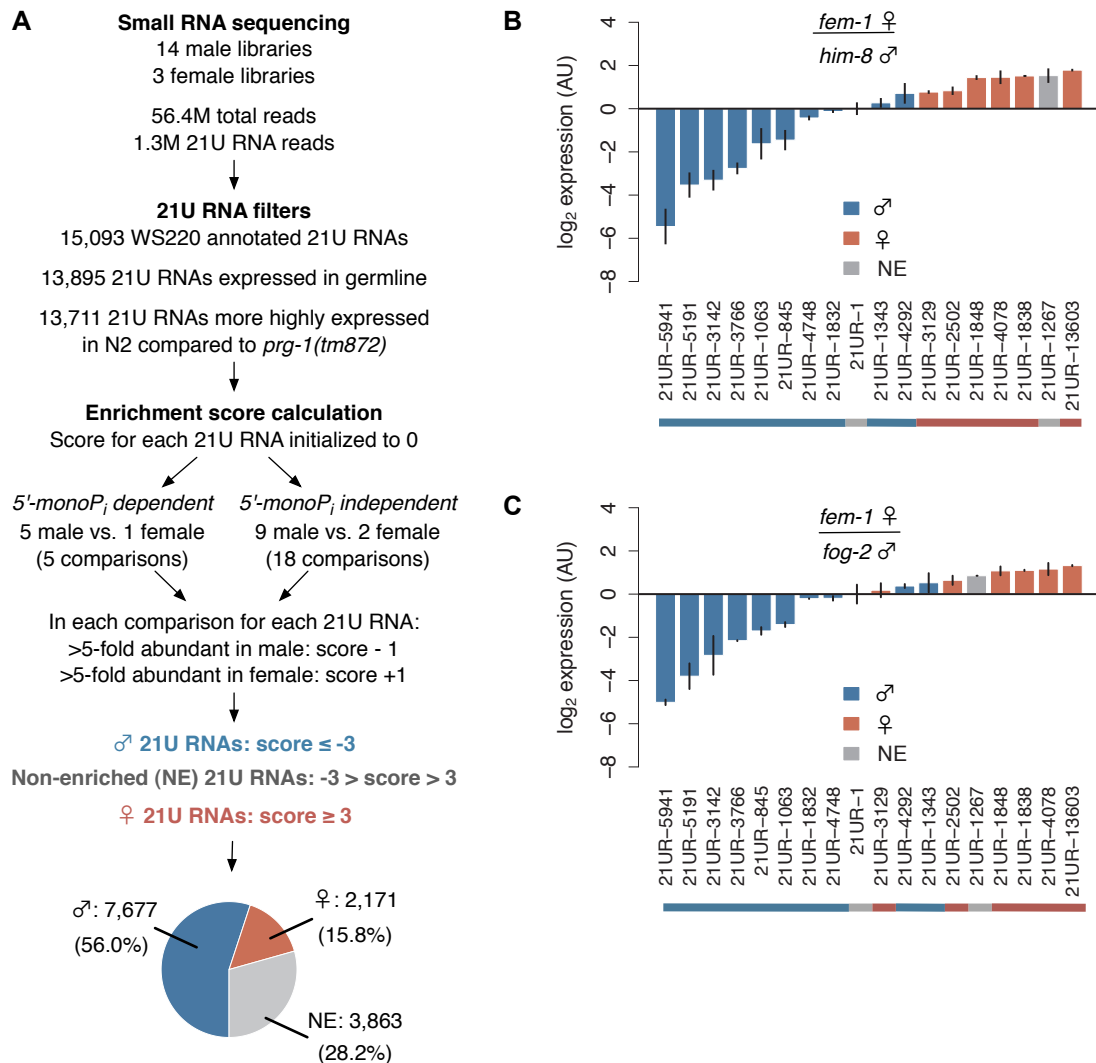 A
Small RNA sequencing
14 male libraries
3 female libraries
56.4M total reads
1.3M 21U RNA reads
21U RNA filters
15,093 WS220 annotated 21U RNAs
13,895 21U RNAs expressed in germline
13,711 21U RNAs more highly expressed
in N2 compared to prg-1(tm872)
Enrichment score calculation
Score for each 21U RNA initialized to 0
5'-monoPi dependent
5 male vs. 1 female
(5 comparisons)
5'-monoPi independent
9 male vs. 2 female
(18 comparisons)
In each comparison for each 21U RNA:
>5-fold abundant in male: score - 1
>5-fold abundant in female: score +1
♂ 21U RNAs: score ≤ -3
Non-enriched (NE) 21U RNAs: -3 > score > 3
♀ 21U RNAs: score ≥ 3
♂: 7,677
(56.0%)
♀: 2,171
(15.8%)
NE: 3,863
(28.2%)
B
fem-1 ♀
him-8 ♂
log2 expression (AU)
4
2
0
−2
−4
−6
−8
♂
♀
NE
21UR−5941
21UR−5191
21UR−3142
21UR−3766
21UR−1063
21UR−845
21UR−4748
21UR−1832
21UR−1
21UR−1343
21UR−4292
21UR−3129
21UR−2502
21UR−1848
21UR−4078
21UR−1838
21UR−1267
21UR−13603
C
fem-1 ♀
fog-2 ♂
log2 expression (AU)
4
2
0
−2
−4
−6
−8
♂
♀
NE
21UR−5941
21UR−5191
21UR−3142
21UR−3766
21UR−845
21UR−1063
21UR−1832
21UR−4748
21UR−1
21UR−3129
21UR−4292
21UR−1343
21UR−2502
21UR−1267
21UR−1848
21UR−1838
21UR−4078
21UR−13603